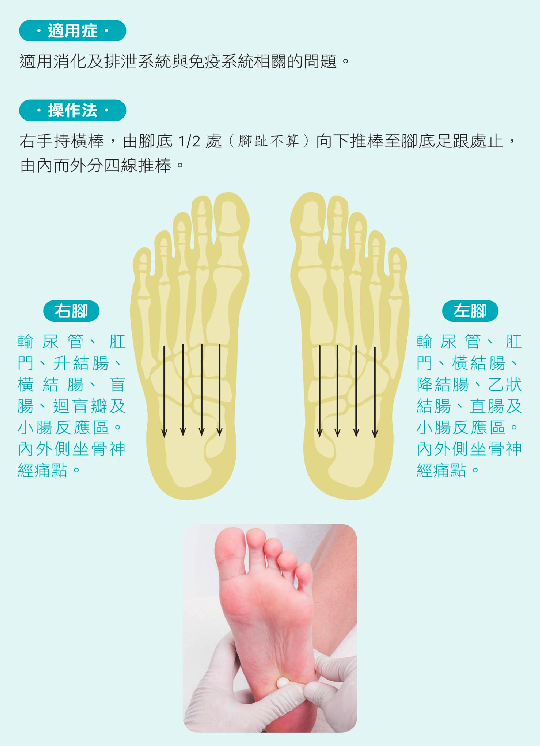 ·適用症·
適用消化及排泄系統與免疫系統相關的問題。
·操作法·
右手持橫棒，由腳底 1/2 處（腳趾不算）向下推棒至腳底足跟處止，
由內而外分四線推棒。
右腳
輸尿管、肛
門、升結腸、
橫結腸、盲
腸、迴盲瓣及
小腸反應區。
內外側坐骨神
經痛點。
左腳
輸尿管、肛
門、橫結腸、
降結腸、乙狀
結腸、直腸及
小腸反應區。
內外側坐骨神
經痛點。